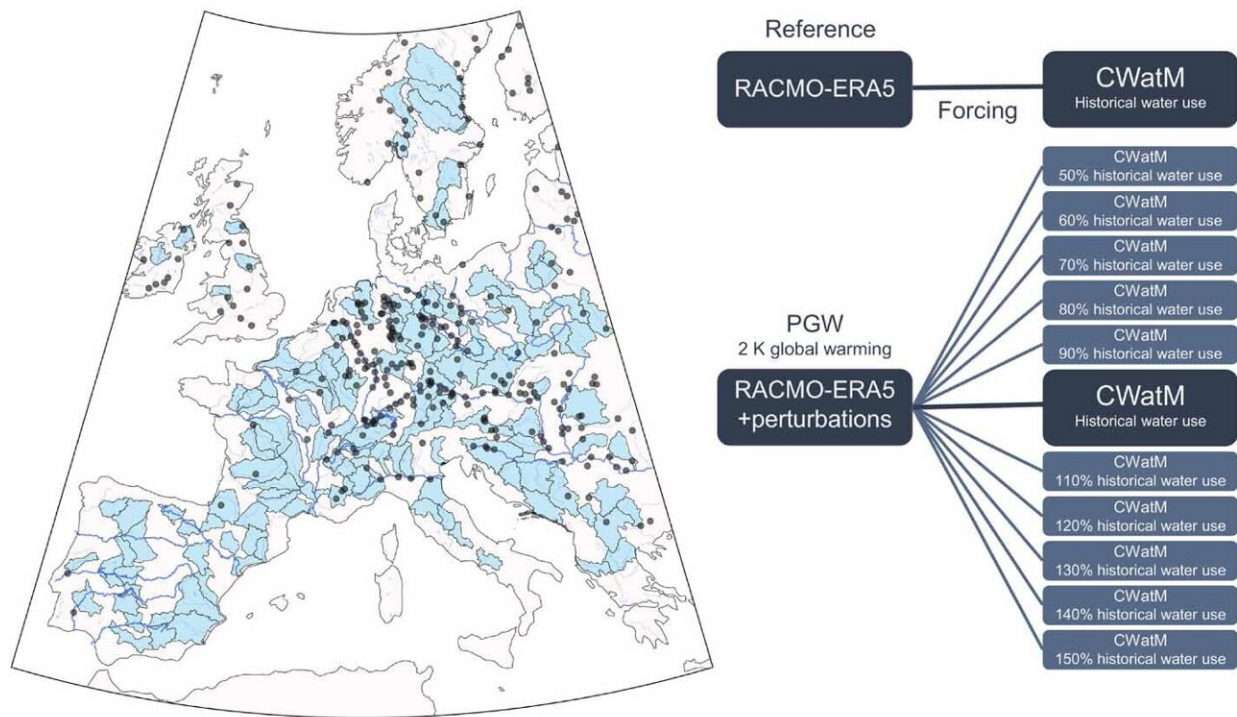 Reference
RACMO-ERA5
Forcing
CWatM
Historical water use
CWatM
50% historical water use
CWatM
60% historical water use
CWatM
70% historical water use
CWatM
80% historical water use
CWatM
90% historical water use
PGW
2 K global warming
RACMO-ERA5
+perturbations
CWatM
Historical water use
CWatM
110% historical water use
CWatM
120% historical water use
CWatM
130% historical water use
CWatM
140% historical water use
CWatM
150% historical water use